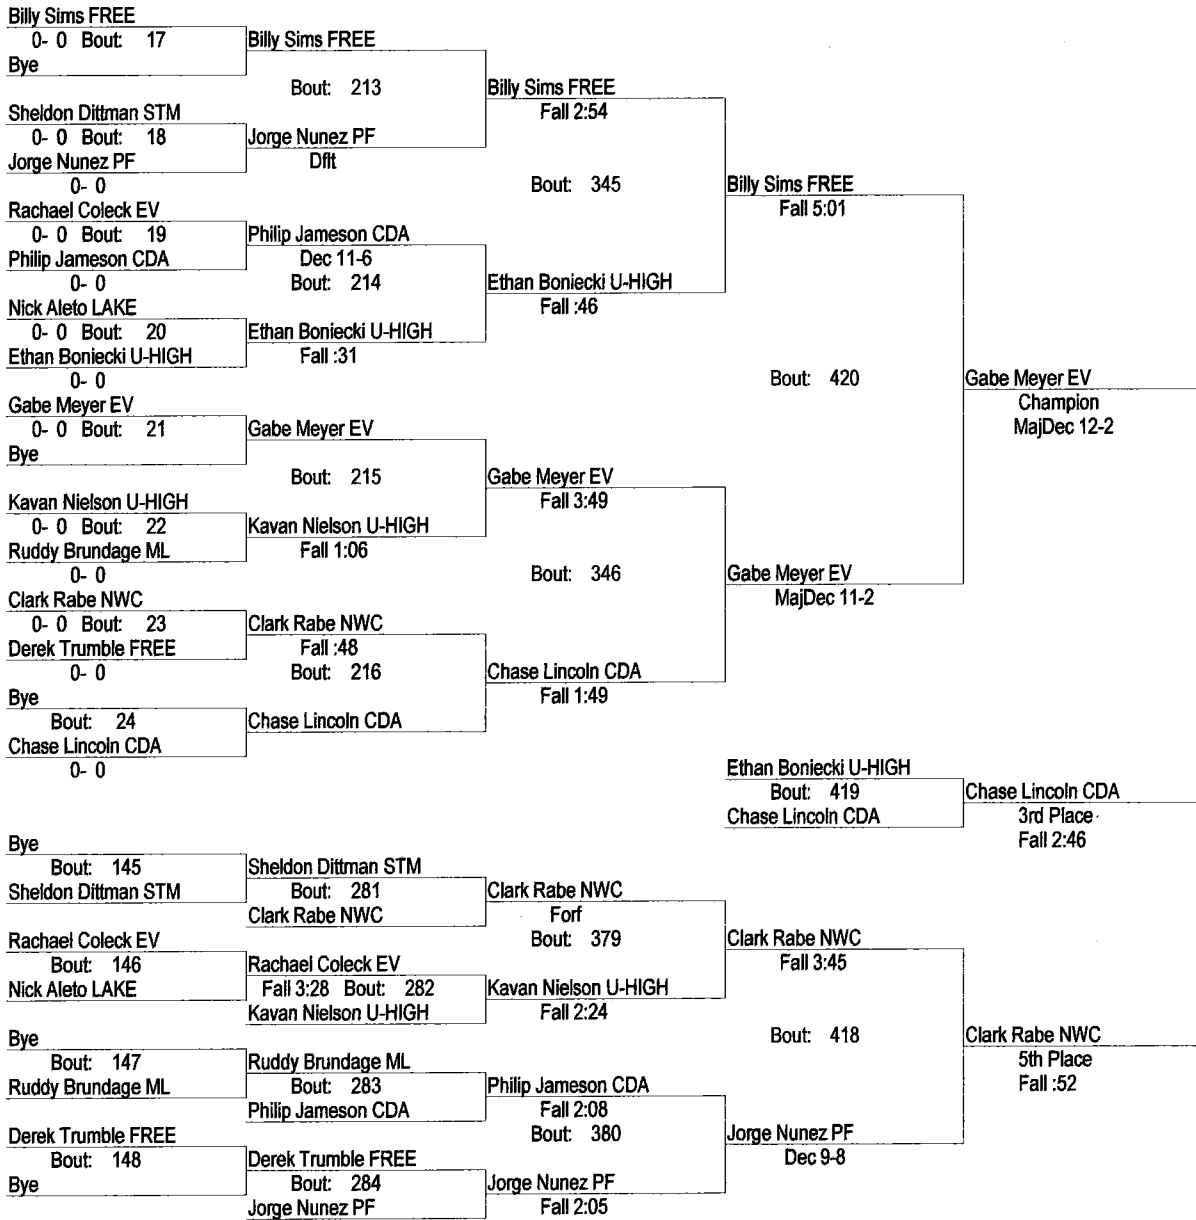 Billy Sims FREE
0- 0 Bout: 17
Bye
Billy Sims FREE
Bout: 213
Sheldon Dittman STM
0- 0 Bout: 18
Jorge Nunez PF
0- 0
Jorge Nunez PF
Dflt
Billy Sims FREE
Fall 2:54
Bout: 345
Rachael Coleck EV
0- 0 Bout: 19
Philip Jameson CDA
0- 0
Philip Jameson CDA
Dec 11-6
Bout: 214
Nick Aleto LAKE
0- 0 Bout: 20
Ethan Boniecki U-HIGH
0- 0
Ethan Boniecki U-HIGH
Fall :31
Ethan Boniecki U-HIGH
Fall :46
Billy Sims FREE
Fall 5:01
Bout: 420
Gabe Meyer EV
Champion
MajDec 12-2
Gabe Meyer EV
0- 0 Bout: 21
Bye
Gabe Meyer EV
Bout: 215
Kavan Nielson U-HIGH
0- 0 Bout: 22
Ruddy Brundage ML
0- 0
Kavan Nielson U-HIGH
Fall 1:06
Gabe Meyer EV
Fall 3:49
Bout: 346
Gabe Meyer EV
MajDec 11-2
Clark Rabe NWC
0- 0 Bout: 23
Derek Trumble FREE
0- 0
Clark Rabe NWC
Fall :48
Bout: 216
Bye
Bout: 24
Chase Lincoln CDA
0- 0
Chase Lincoln CDA
Chase Lincoln CDA
Fall 1:49
Ethan Boniecki U-HIGH
Bout: 419
Chase Lincoln CDA
Chase Lincoln CDA
3rd Place
Fall 2:46
Bye
Bout: 145
Sheldon Dittman STM
Sheldon Dittman STM
Bout: 281
Clark Rabe NWC
Clark Rabe NWC
Forf
Bout: 379
Rachael Coleck EV
Bout: 146
Nick Aleto LAKE
Rachael Coleck EV
Fall 3:28 Bout: 282
Kavan Nielson U-HIGH
Kavan Nielson U-HIGH
Fall 2:24
Clark Rabe NWC
Fall 3:45
Bout: 418
Clark Rabe NWC
5th Place
Fall :52
Bye
Bout: 147
Ruddy Brundage ML
Ruddy Brundage ML
Bout: 283
Philip Jameson CDA
Philip Jameson CDA
Fall 2:08
Bout: 380
Derek Trumble FREE
Bout: 148
Bye
Derek Trumble FREE
Bout: 284
Jorge Nunez PF
Jorge Nunez PF
Fall 2:05
Jorge Nunez PF
Dec 9-8